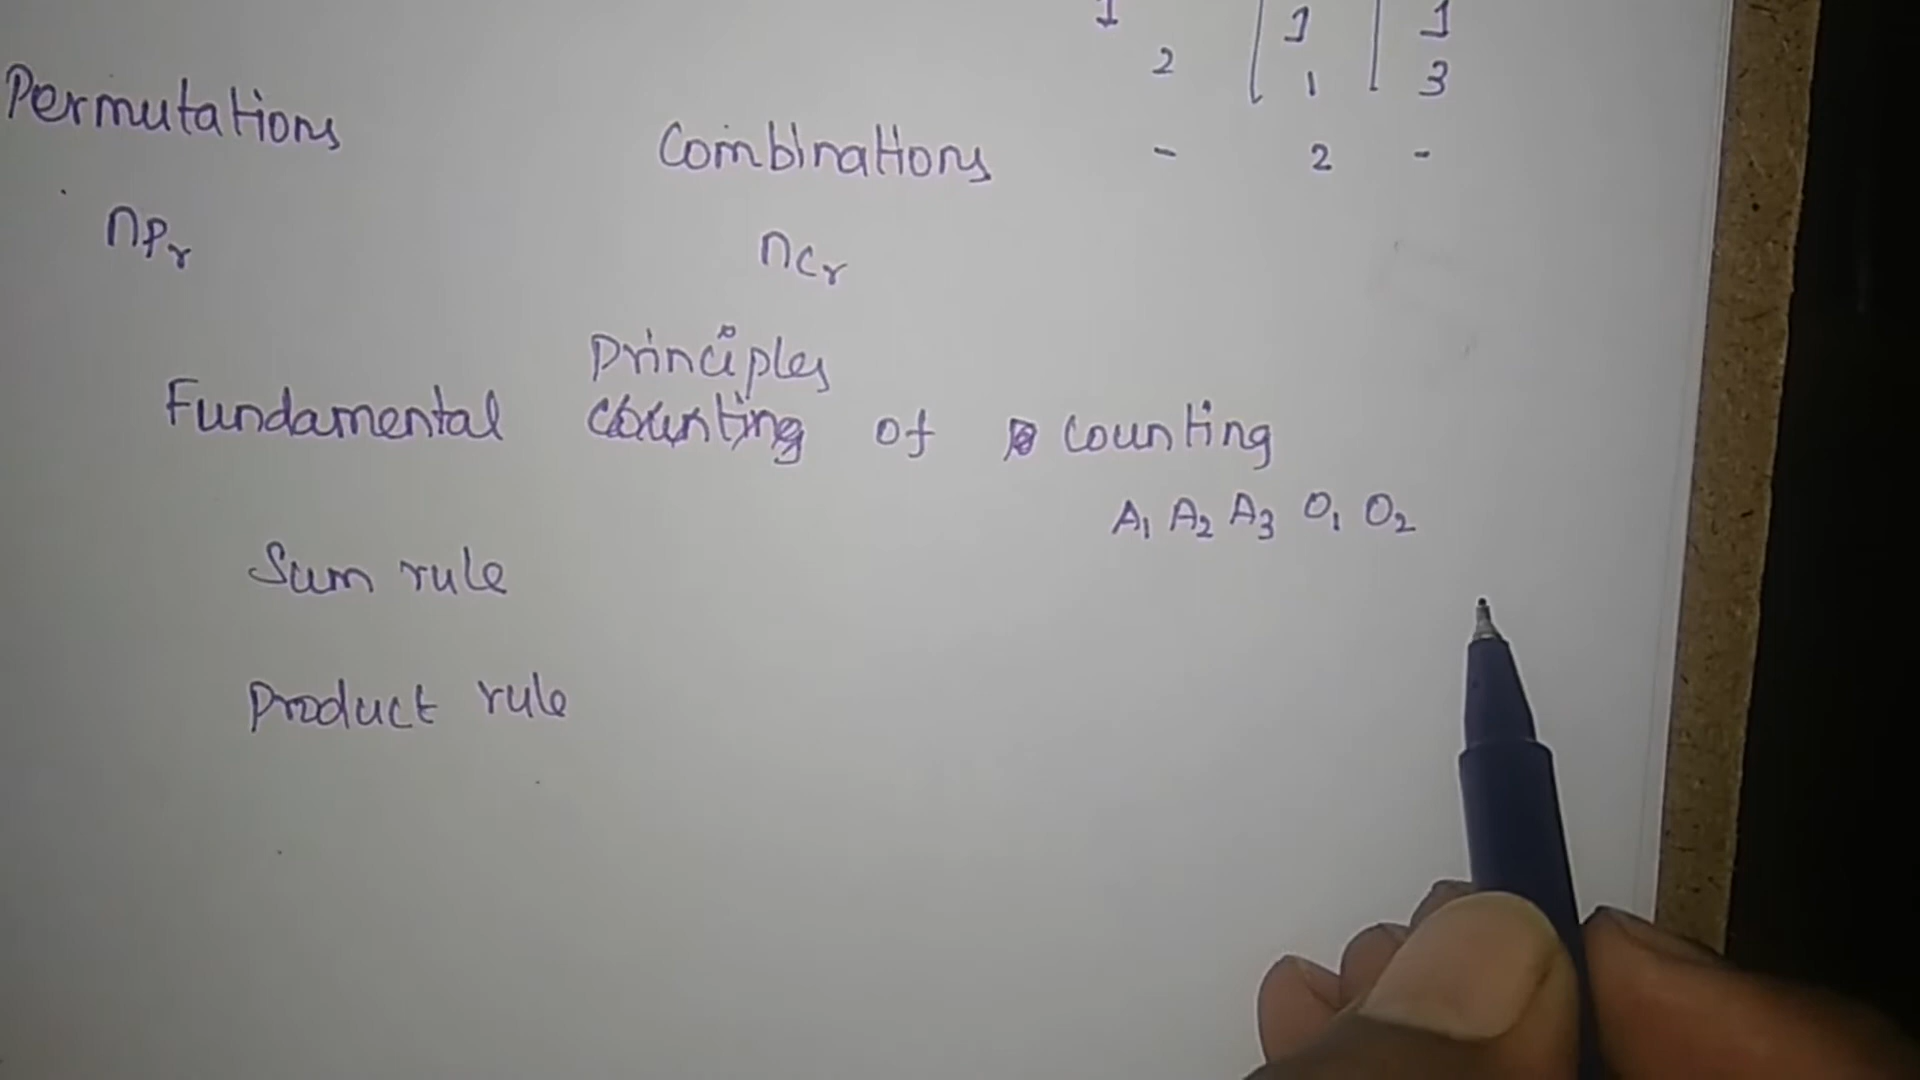 1 | 1 | 1
2 | 1 | 3
- 2 -
Permutations
Combinations
nPr
nCr
Principles
Fundamental counting of counting
A1 A2 A3 O1 O2
Sum rule
Product rule